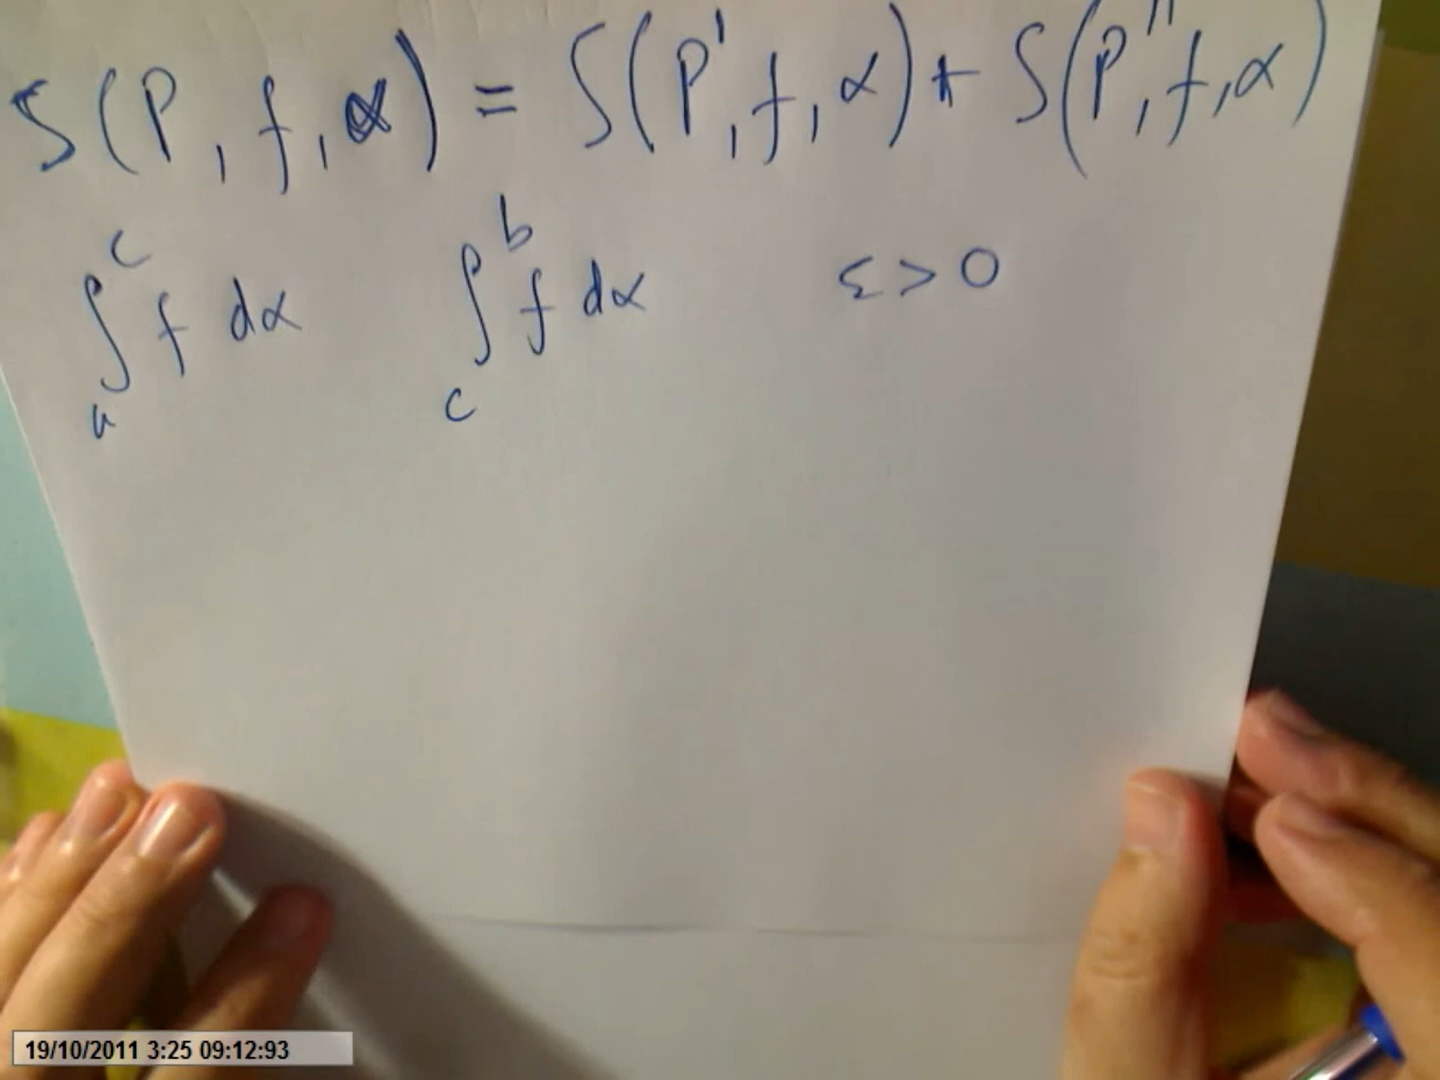 S(P, f, α) = S(P', f, α) + S(P'', f, α)
∫_a^c f dα ∫_c^b f dα ε > 0
19/10/2011 3:25 09:12:93